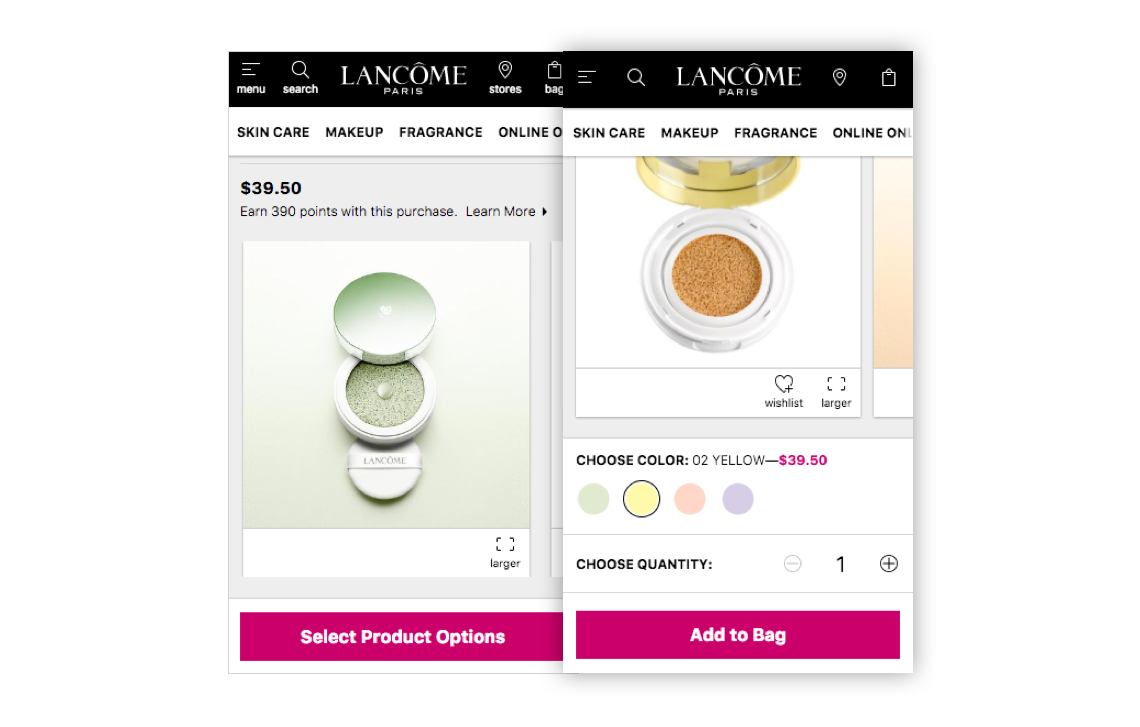 menu search LANCÔME PARIS stores bag
SKIN CARE MAKEUP FRAGRANCE ONLINE O
$39.50
Earn 390 points with this purchase. Learn More
LANCÔME
larger
Select Product Options
LANCÔME
PARIS
SKIN CARE MAKEUP FRAGRANCE ONLINE ONL
wishlist larger
CHOOSE COLOR: 02 YELLOW—$39.50
CHOOSE QUANTITY: 1
Add to Bag